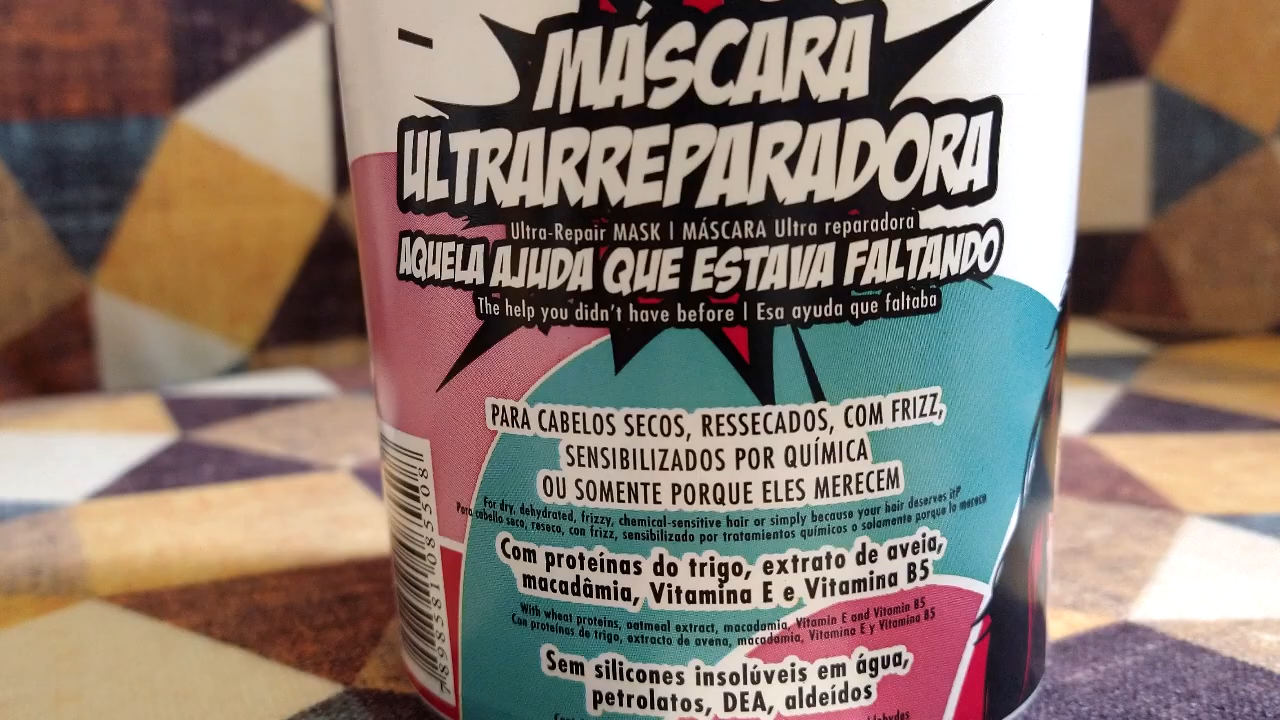 MÁSCARA
ULTRARREPARADORA
Ultra-Repair MASK | MÁSCARA Ultra reparadora
AQUELA AJUDA QUE ESTAVA FALTANDO
The help you didn't have before | Esa ayuda que faltaba
PARA CABELOS SECOS, RESSECADOS, COM FRIZZ,
SENSIBILIZADOS POR QUÍMICA
OU SOMENTE PORQUE ELES MERECEM
For dry, dehydrated, frizzy, chemical-sensitive hair or simply because your hair deserves it!
Para cabello seco, reseco, con frizz, sensibilizado por tratamientos químicos o solamente porque lo merece
Com proteínas do trigo, extrato de aveia,
macadâmia, Vitamina E e Vitamina B5
With wheat proteins, oatmeal extract, macadamia, Vitamin E and Vitamin B5
Con proteínas de trigo, extracto de avena, macadamia, Vitamina E y Vitamina B5
Sem silicones insolúveis em água,
petrolatos, DEA, aldeídos
7 898581 085508